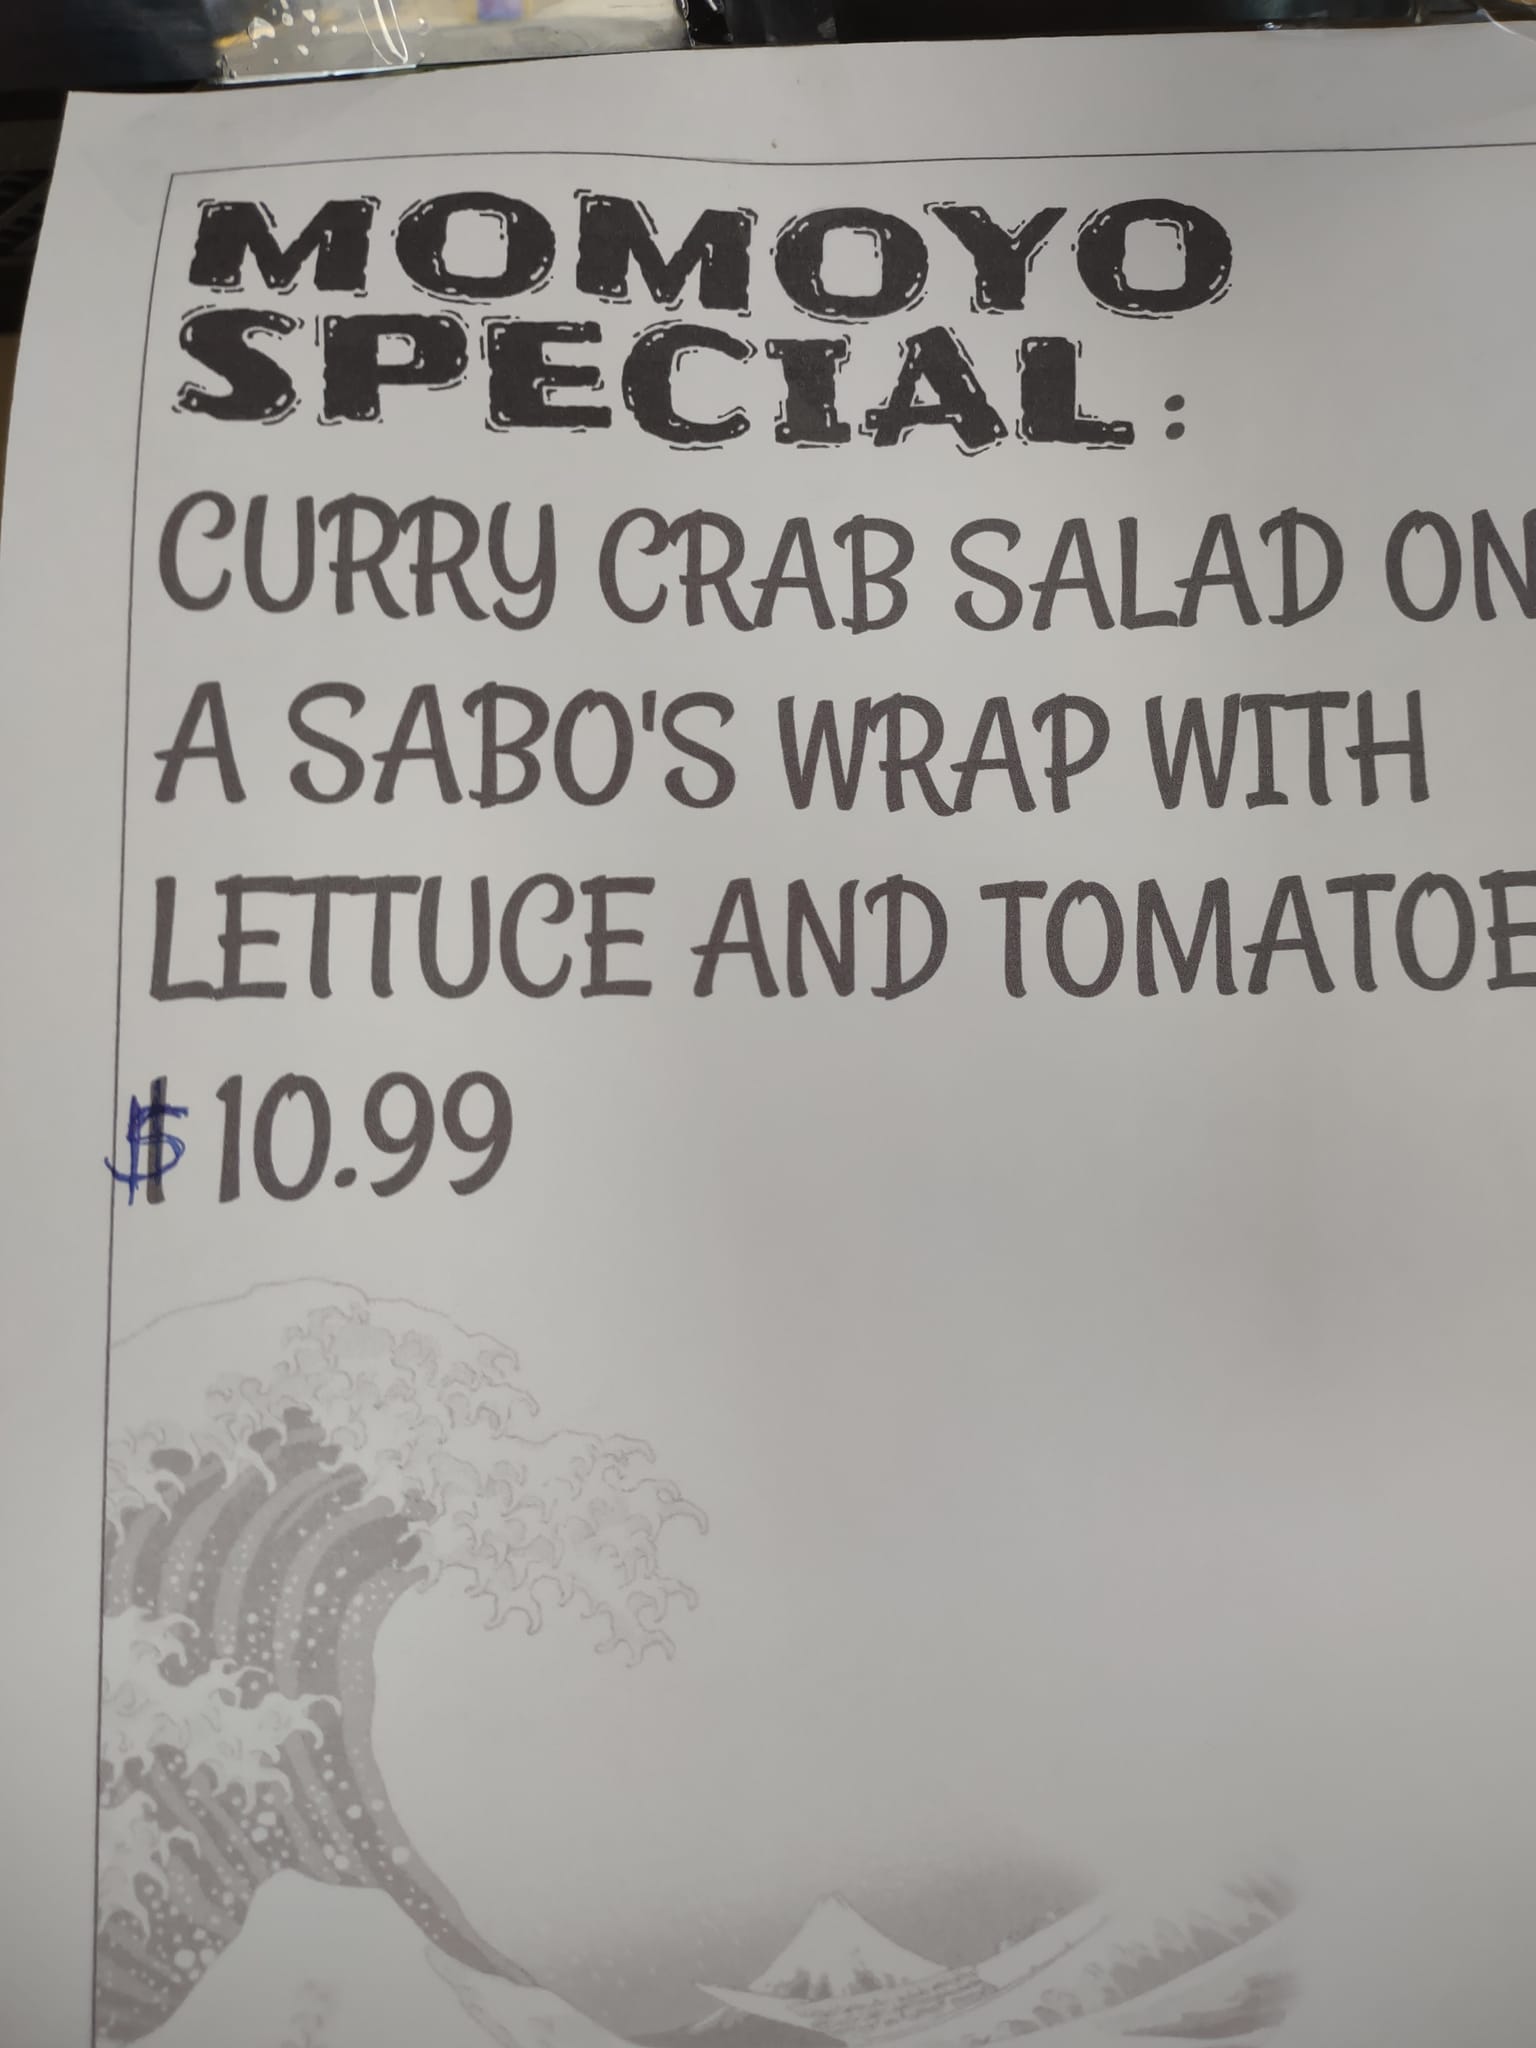 MOMOYO
SPECIAL:
CURRY CRAB SALAD ON
A SABO'S WRAP WITH
LETTUCE AND TOMATOE
$ 10.99